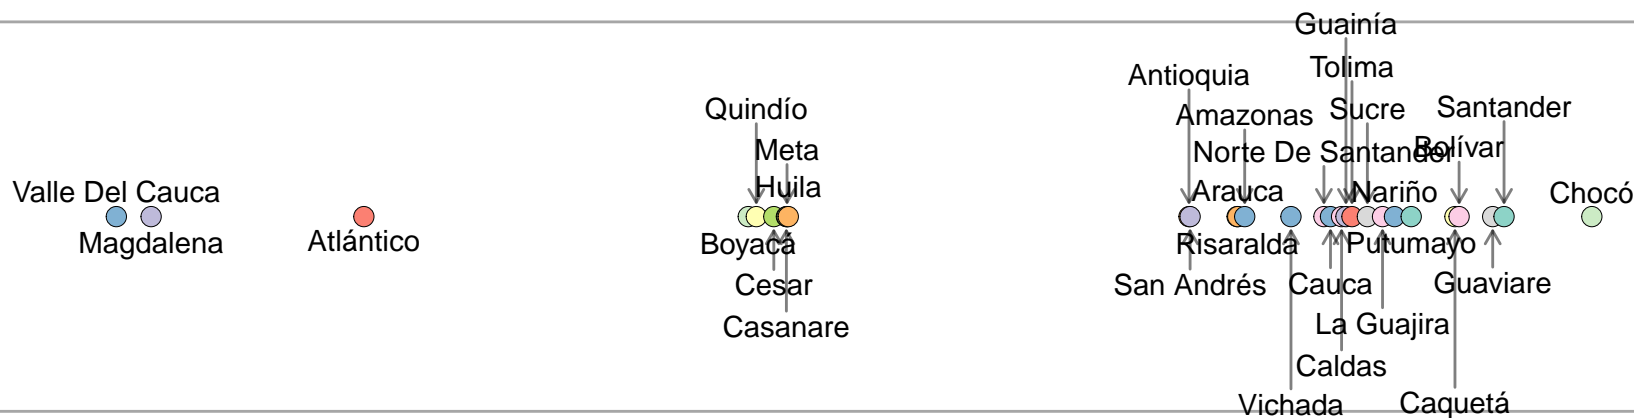 Guainía
Tolima
Antioquia
Quindío
Amazonas
Sucre
Santander
Meta
Norte De Santander
Bolívar
Valle Del Cauca
Huila
Arauca
Nariño
Chocó
Magdalena
Atlántico
Boyacá
Risaralda
Putumayo
Cesar
San Andrés
Cauca
Guaviare
Casanare
La Guajira
Caldas
Vichada
Caquetá